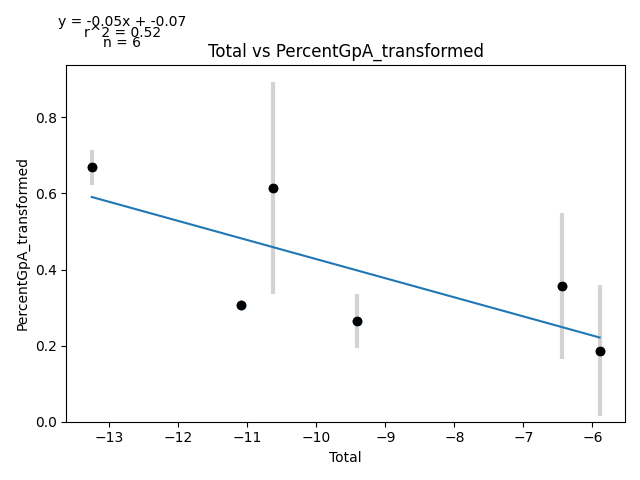 y = -0.05x + -0.07
r^2 = 0.52
n = 6
Total vs PercentGpA_transformed
PercentGpA_transformed
0.8
0.6
0.4
0.2
0.0
−13 −12 −11 −10 −9 −8 −7 −6
Total